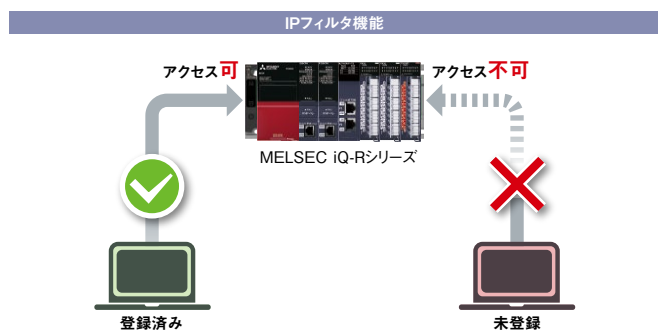 IPフィルタ機能
アクセス可
アクセス不可
MELSEC iQ-Rシリーズ
登録済み
未登録